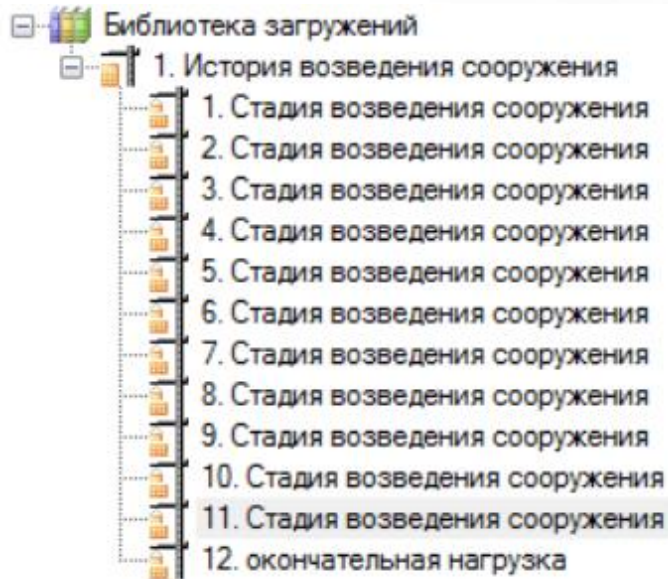 Библиотека загружений
1. История возведения сооружения
1. Стадия возведения сооружения
2. Стадия возведения сооружения
3. Стадия возведения сооружения
4. Стадия возведения сооружения
5. Стадия возведения сооружения
6. Стадия возведения сооружения
7. Стадия возведения сооружения
8. Стадия возведения сооружения
9. Стадия возведения сооружения
10. Стадия возведения сооружения
11. Стадия возведения сооружения
12. окончательная нагрузка